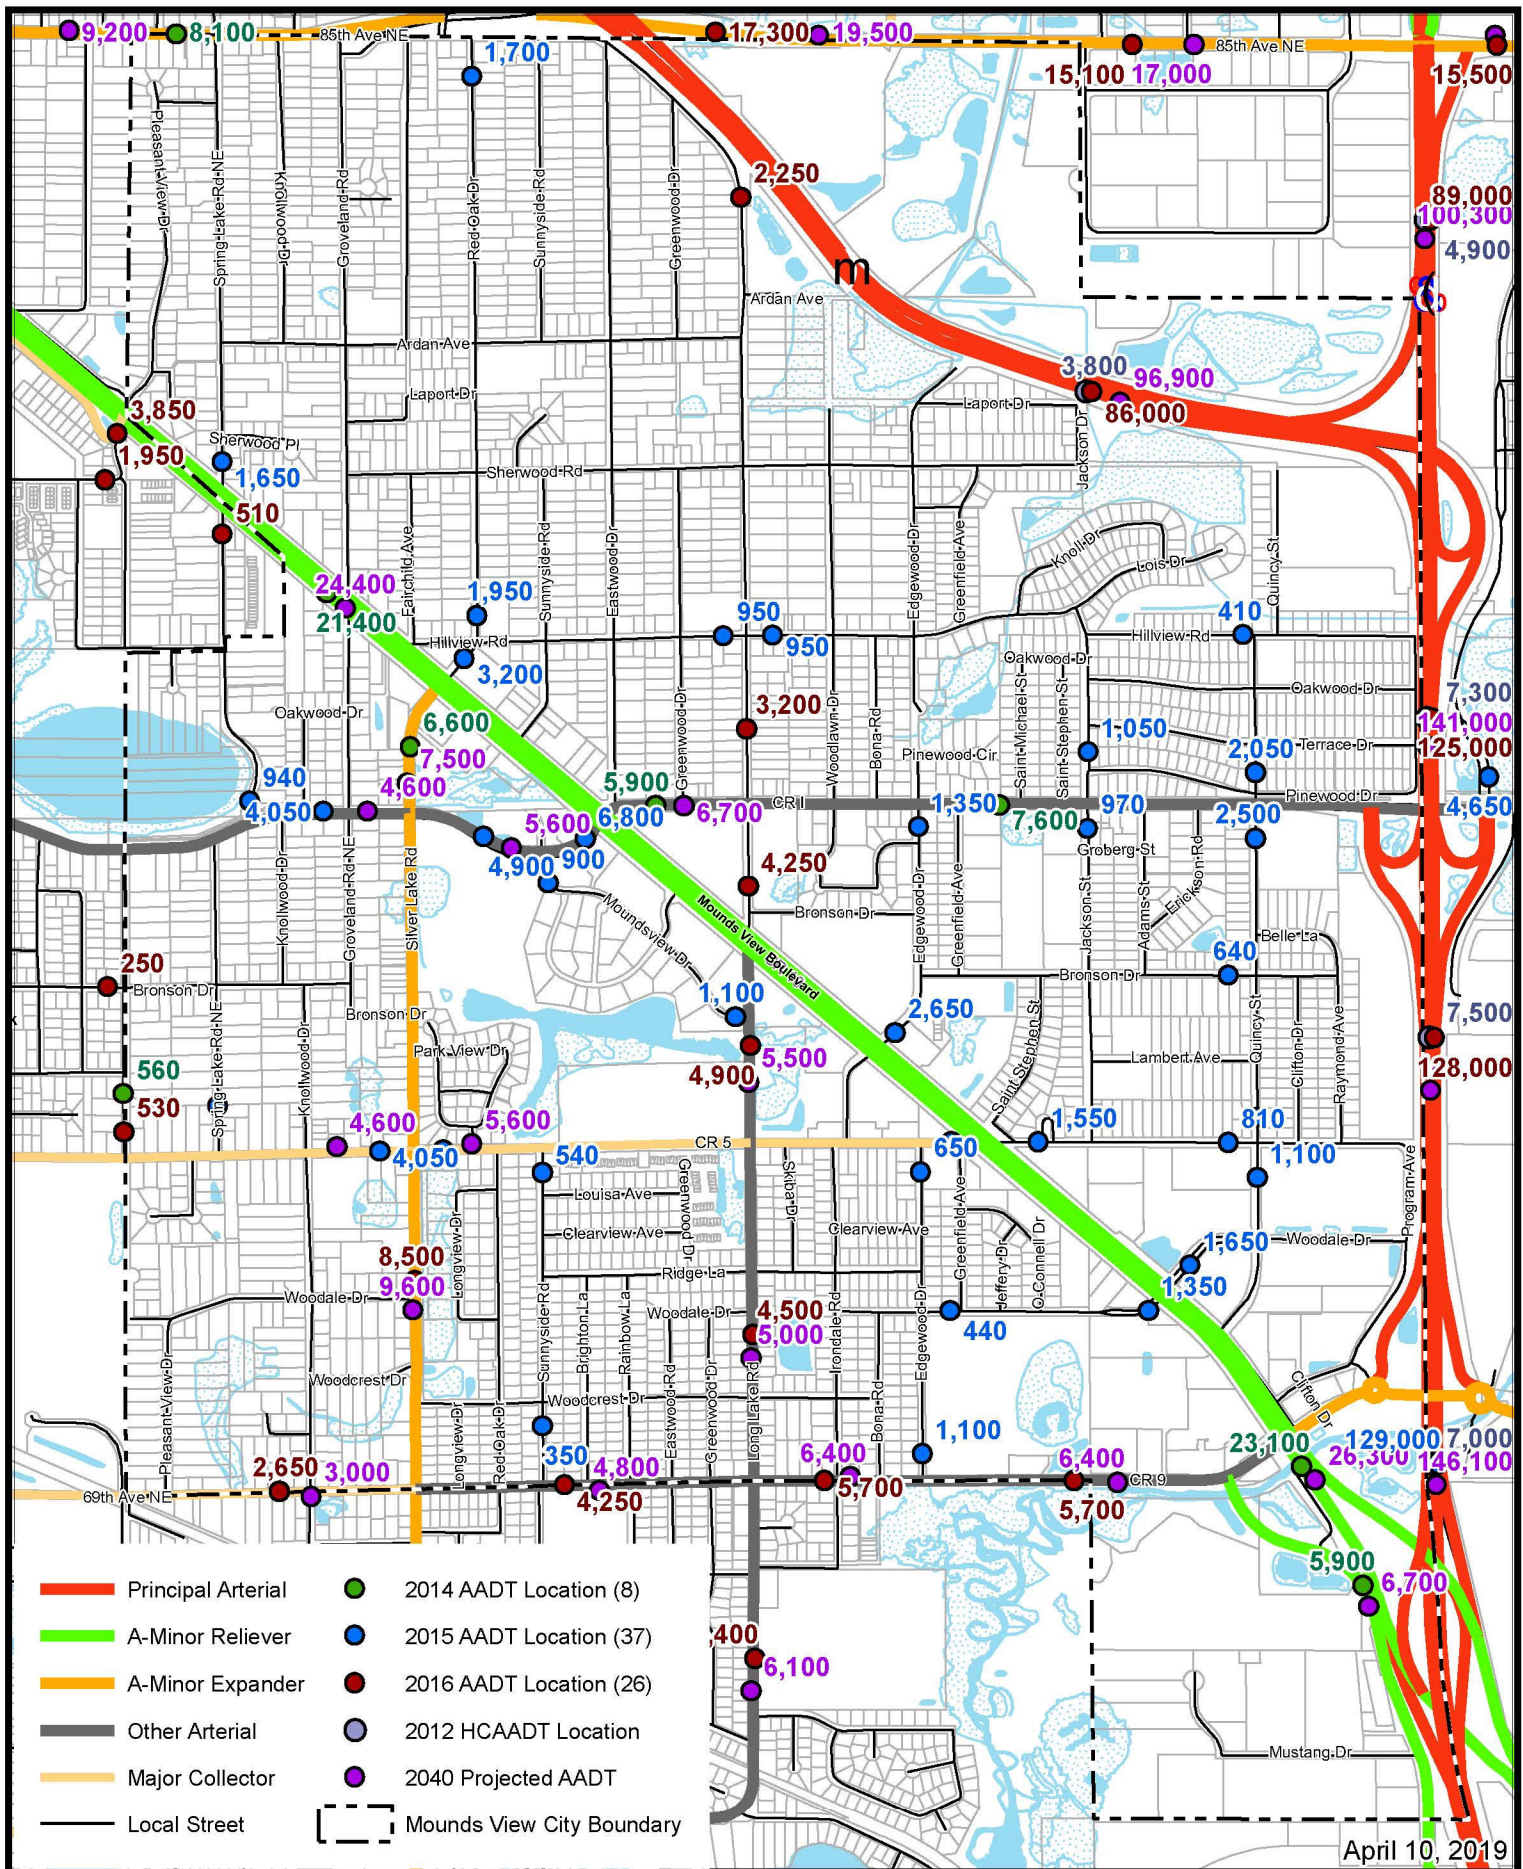 9,200
8,100
85th Ave NE
1,700
17,300
19,500
85th Ave NE
15,100
17,000
15,500
Pleasant View Dr
Spring Lake Rd NE
Knollwood Dr
Groveland Rd
Red Oak Dr
Sunnyside Rd
Greenwood Dr
2,250
89,000
100,300
4,900
m
Ardan Ave
Ardan Ave
Laport Dr
3,800
96,900
86,000
Laport Dr
Jackson Dr
3,850
1,950
Sherwood Pl
1,650
510
Sherwood Rd
24,400
21,400
Fairchild Ave
1,950
Sunnyside Rd
Eastwood Dr
Edgewood Dr
Greenfield Ave
Knoll Dr
Lois Dr
Quincy St
950
950
410
Hillview Rd
Hillview Rd
3,200
Oakwood Dr
Oakwood Dr
7,300
Oakwood Dr
6,600
7,500
4,600
3,200
Greenwood Dr
Woodlawn Dr
Bona Rd
Pinewood Cir
Saint Michael St
Saint Stephen St
1,050
2,050
Terrace Dr
141,000
125,000
940
4,050
5,900
6,700
CR I
1,350
7,600
970
2,500
Pinewood Dr
4,650
5,600
6,800
4,900
900
4,250
Groberg St
Knollwood Dr
Groveland Rd NE
Silver Lake Rd
Moundsview Dr
Mounds View Boulevard
Bronson Dr
Edgewood Dr
Greenfield Ave
Jackson St
Adams St
Erickson Rd
Belle La
640
250
Bronson Dr
Bronson Dr
Bronson Dr
1,100
2,650
7,500
Park View Dr
5,500
4,900
Saint Stephen St
Lambert Ave
Quincy St
Clifton Dr
Raymond Ave
128,000
560
530
Spring Lake Rd NE
Knollwood Dr
4,600
4,050
5,600
CR 5
540
650
1,550
810
1,100
Louisa Ave
Greenwood Dr
Skiba Dr
Clearview Ave
Clearview Ave
Greenfield Ave
Jeffery Dr
O Connell Dr
1,650
Woodale Dr
Program Ave
8,500
9,600
Longview Dr
Ridge La
1,350
Woodale Dr
Sunnyside Rd
Brighton La
Rainbow La
Woodale Dr
4,500
5,000
Irondale Rd
Edgewood Dr
440
Pleasant View Dr
Woodcrest Dr
Woodcrest Dr
Longview Dr
Red Oak Dr
Eastwood Rd
Greenwood Dr
Long Lake Rd
Bona Rd
1,100
Clifton Dr
23,100
129,000
7,000
26,300
146,100
2,650
3,000
350
4,800
4,250
6,400
5,700
6,400
5,700
CR 9
69th Ave NE
5,900
6,700
,400
6,100
Mustang Dr
Principal Arterial
2014 AADT Location (8)
A-Minor Reliever
2015 AADT Location (37)
A-Minor Expander
2016 AADT Location (26)
Other Arterial
2012 HCAADT Location
Major Collector
2040 Projected AADT
Local Street
Mounds View City Boundary
April 10, 2019